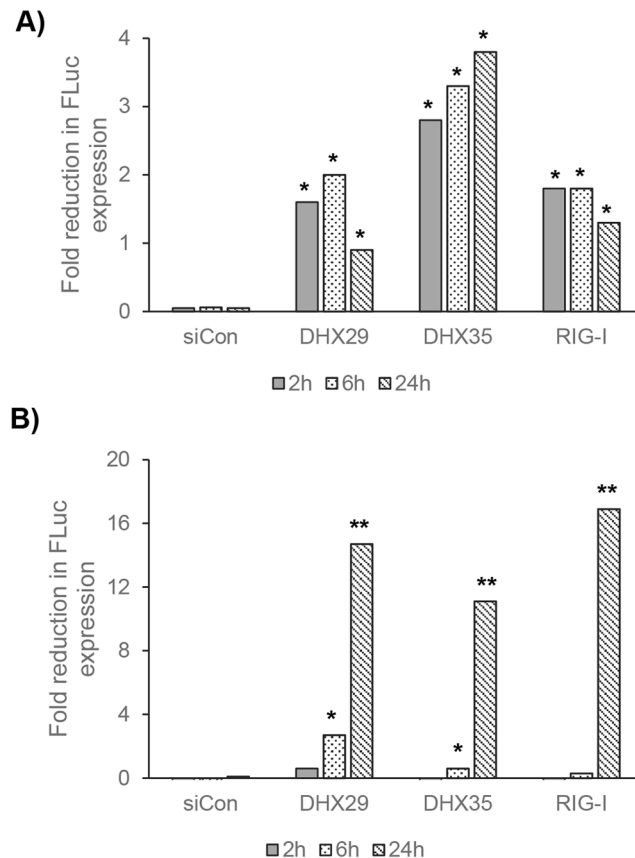 A)
Fold reduction in FLuc
expression
4
3
2
1
0
* * * * * * * * *
siCon DHX29 DHX35 RIG-I
2h 6h 24h
B)
Fold reduction in FLuc
expression
20
16
12
8
4
0
* ** * ** **
siCon DHX29 DHX35 RIG-I
2h 6h 24h